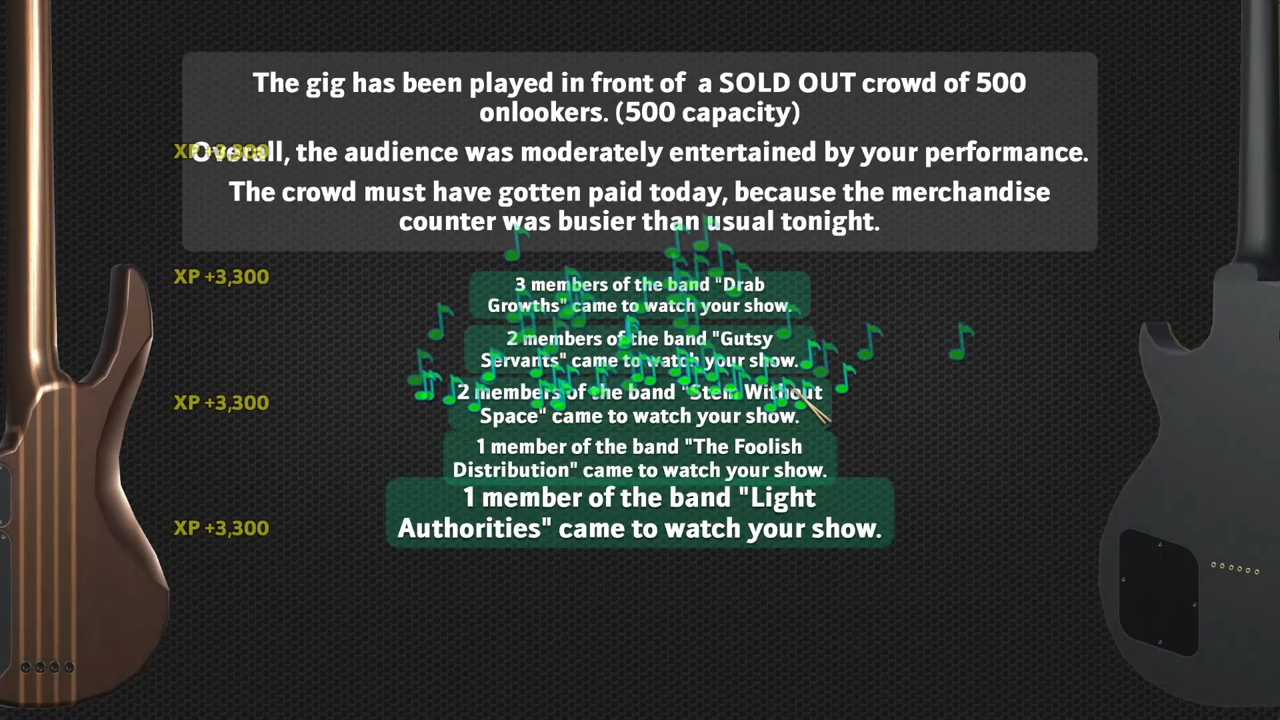 The gig has been played in front of a SOLD OUT crowd of 500
onlookers. (500 capacity)
XP +3,300
Overall, the audience was moderately entertained by your performance.
The crowd must have gotten paid today, because the merchandise
counter was busier than usual tonight.
XP +3,300
3 members of the band "Drab
Growths" came to watch your show.
2 members of the band "Gutsy
Servants" came to watch your show.
XP +3,300
2 members of the band "Stem Without
Space" came to watch your show.
1 member of the band "The Foolish
Distribution" came to watch your show.
XP +3,300
1 member of the band "Light
Authorities" came to watch your show.